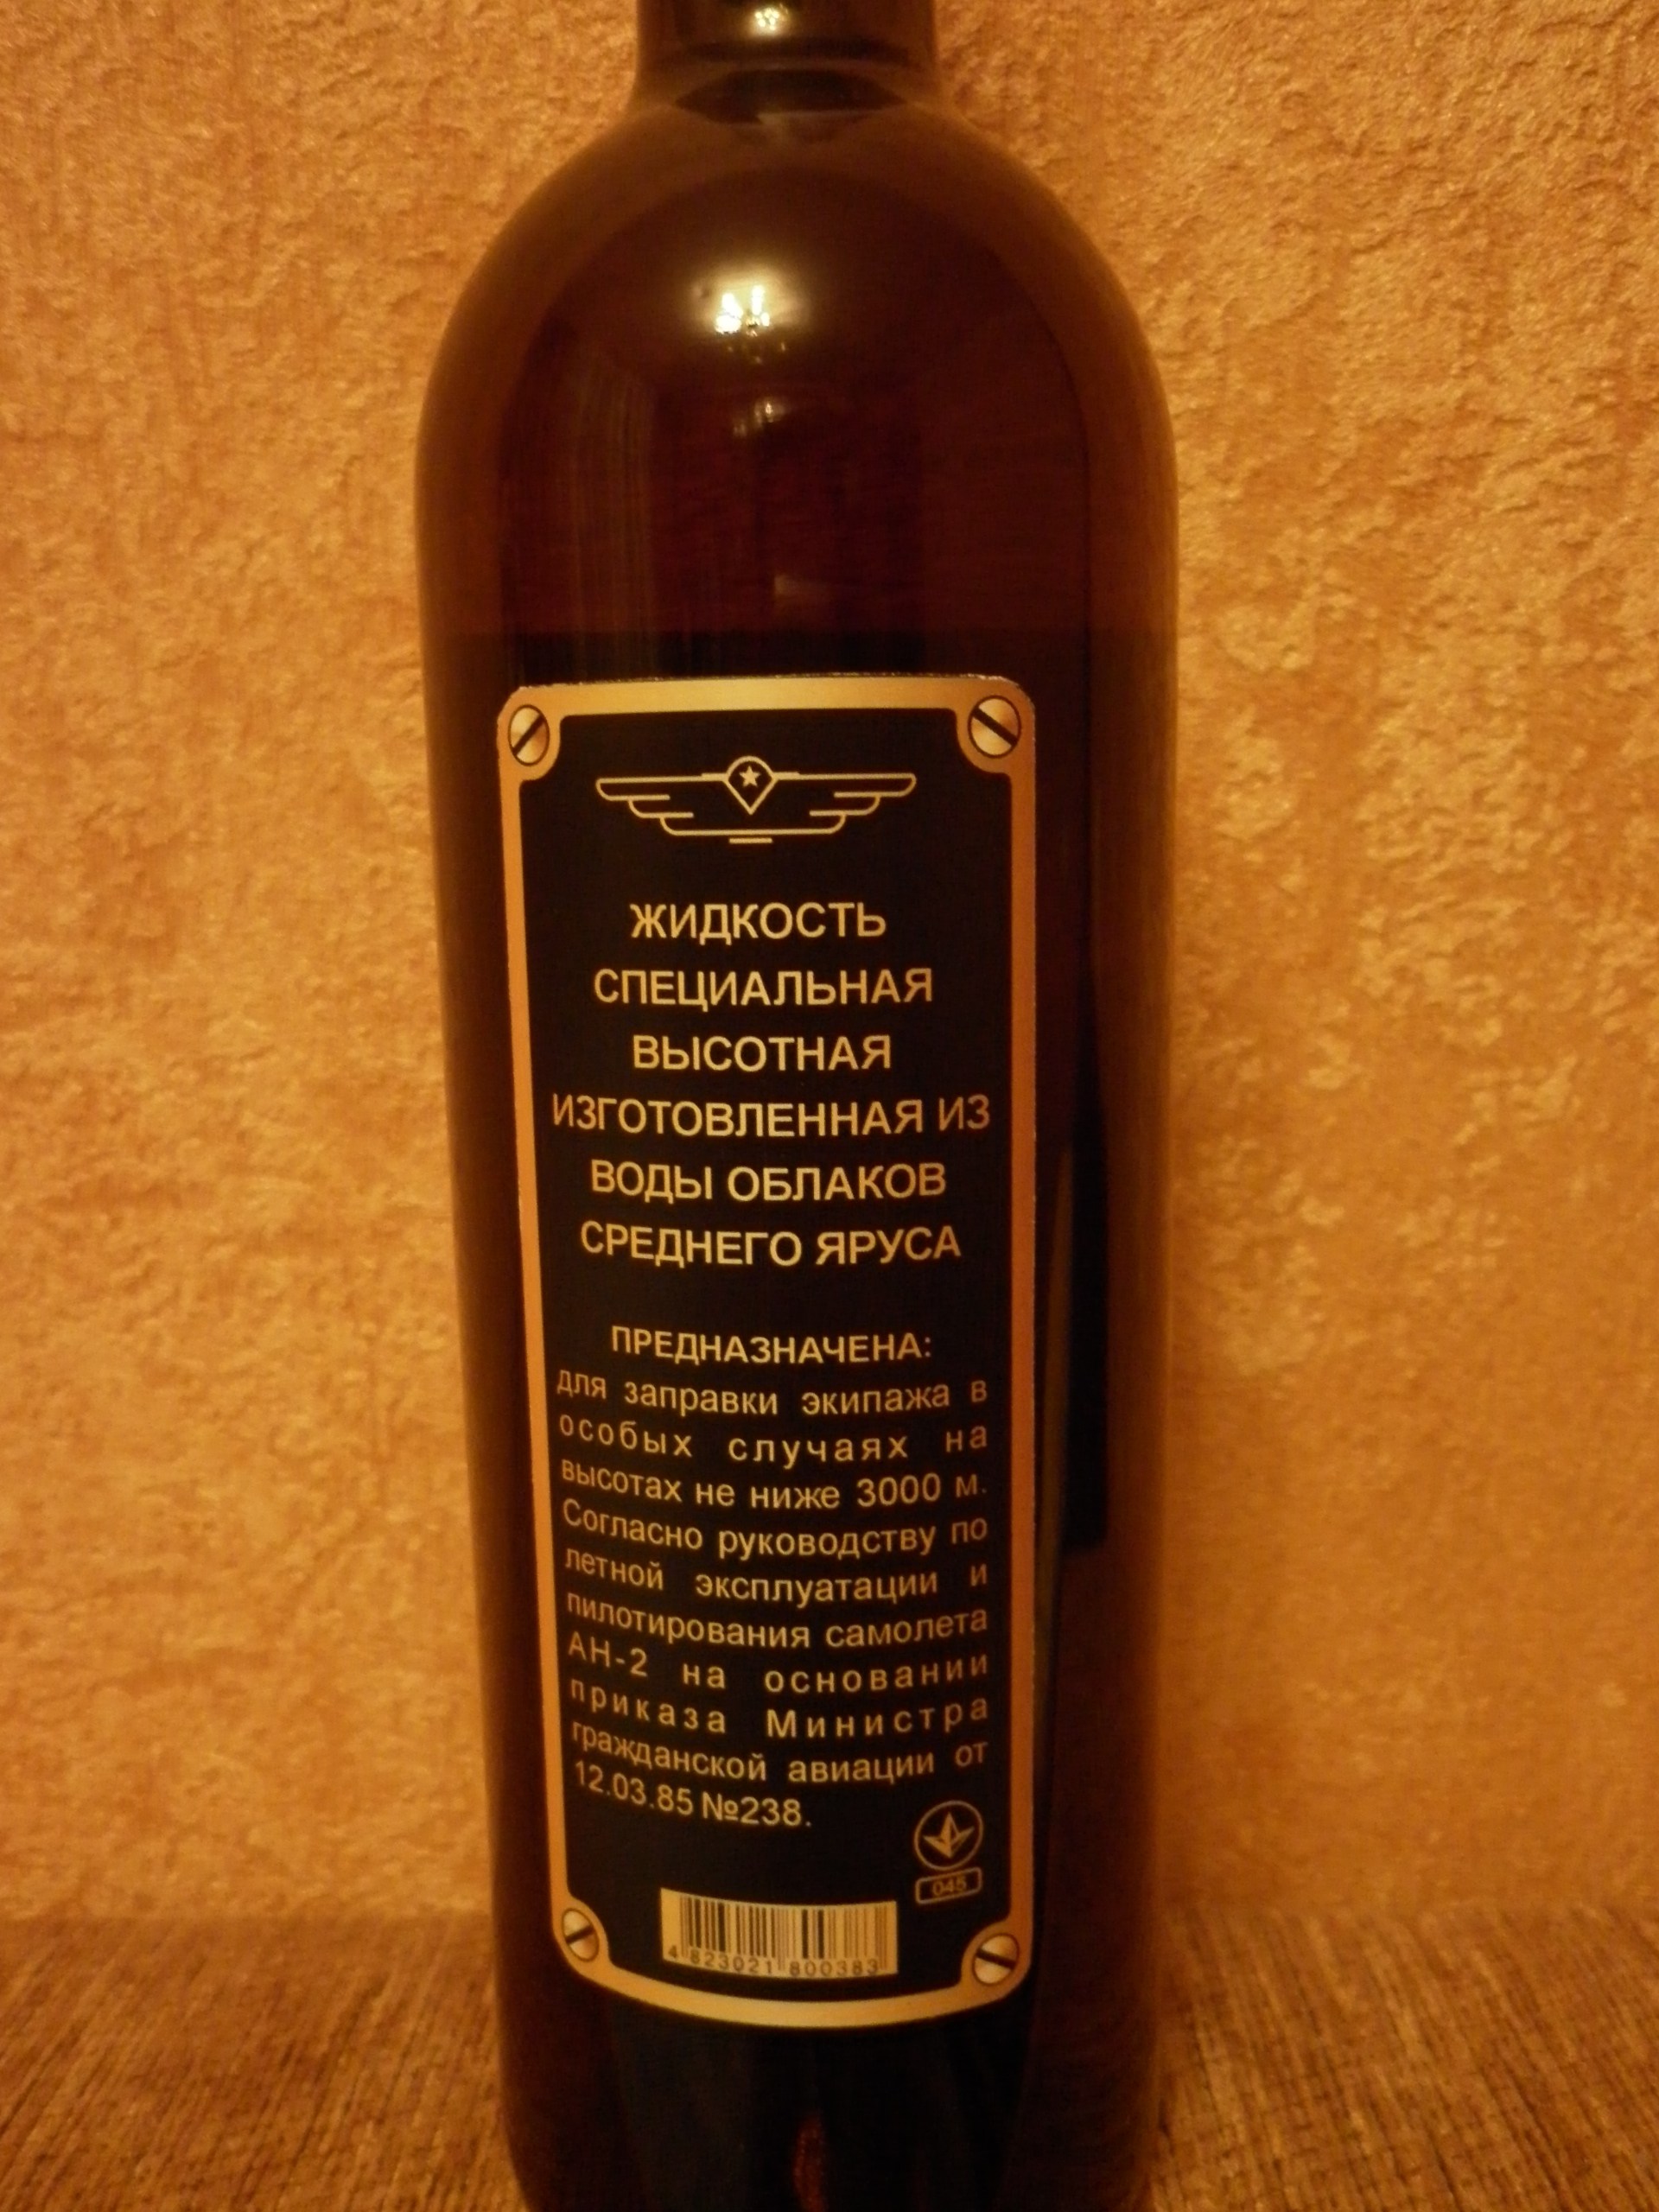 ЖИДКОСТЬ
СПЕЦИАЛЬНАЯ
ВЫСОТНАЯ
ИЗГОТОВЛЕННАЯ ИЗ
ВОДЫ ОБЛАКОВ
СРЕДНЕГО ЯРУСА
ПРЕДНАЗНАЧЕНА:
для заправки экипажа в
особых случаях на
высотах не ниже 3000 м.
Согласно руководству по
летной эксплуатации и
пилотирования самолета
АН-2 на основании
приказа Министра
гражданской авиации от
12.03.85 №238.
045
4 823021 800383